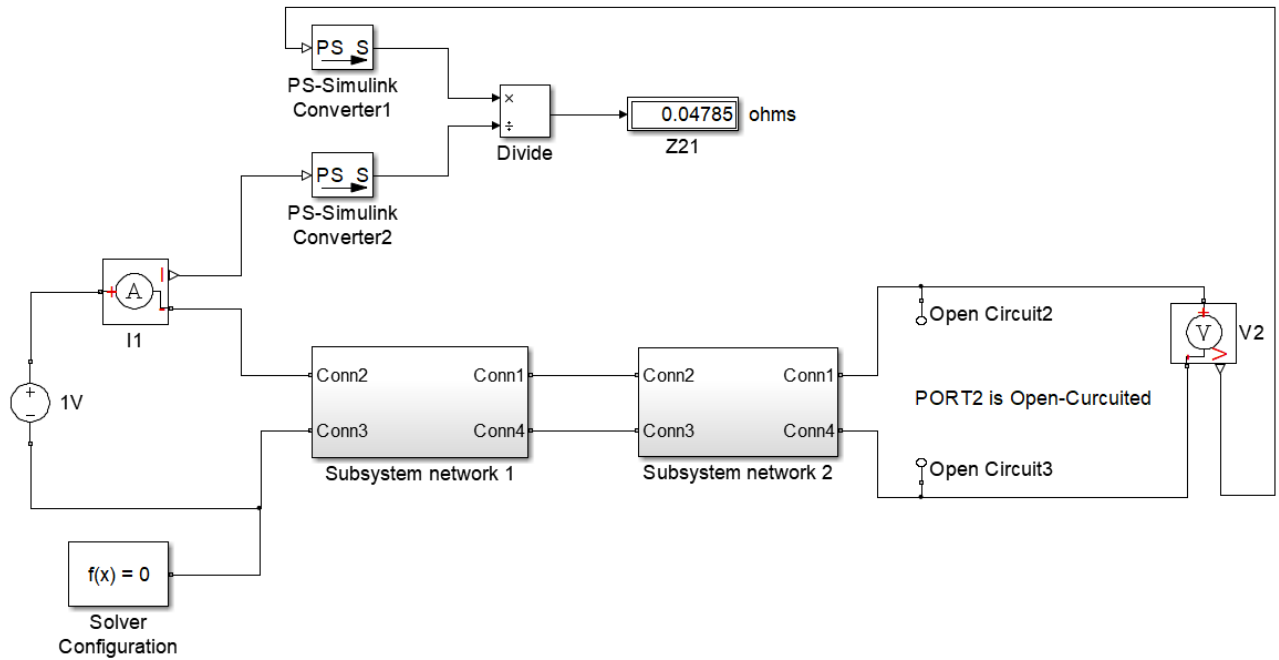 PS S
PS-Simulink
Converter1
×
÷
Divide
0.04785
ohms
Z21
PS S
PS-Simulink
Converter2
I
+
A
-
I1
+
-
1V
Conn2
Conn1
Conn3
Conn4
Subsystem network 1
Conn2
Conn1
Conn3
Conn4
Subsystem network 2
Open Circuit2
+
V
-
V
V2
PORT2 is Open-Curcuited
Open Circuit3
f(x) = 0
Solver
Configuration